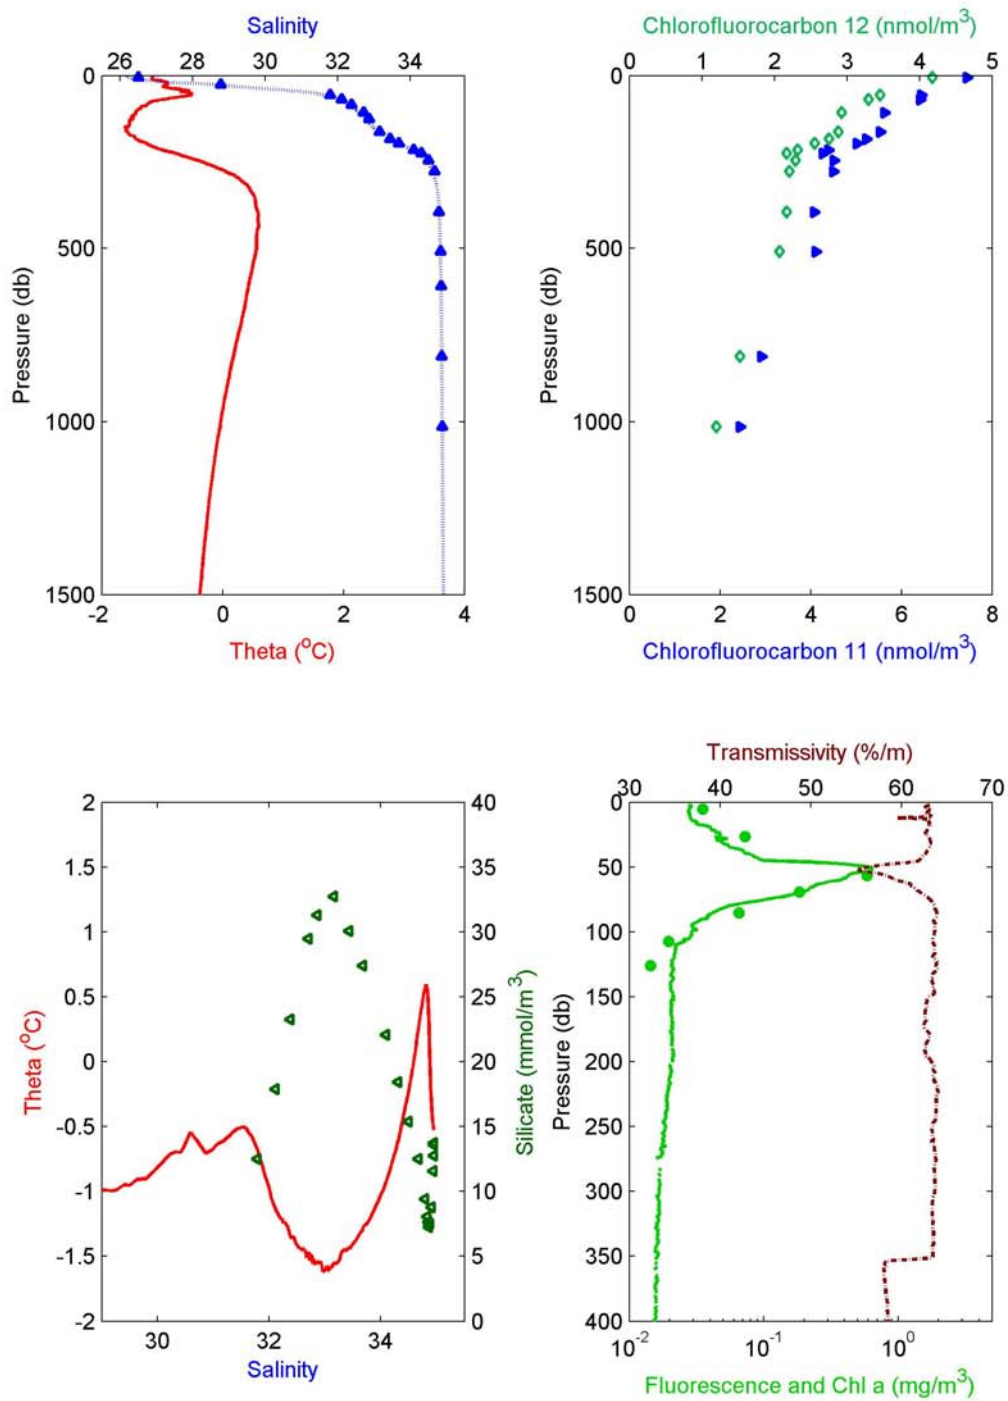 Salinity
26 28 30 32 34
0
500
1000
1500
Pressure (db)
-2 0 2 4
Theta (°C)
Chlorofluorocarbon 12 (nmol/m³)
0 1 2 3 4 5
0
500
1000
1500
Pressure (db)
0 2 4 6 8
Chlorofluorocarbon 11 (nmol/m³)
2
1.5
1
0.5
0
-0.5
-1
-1.5
-2
Theta (°C)
40
35
30
25
20
15
10
5
0
Silicate (mmol/m³)
30 32 34
Salinity
Transmissivity (%/m)
30 40 50 60 70
0
50
100
150
200
250
300
350
400
Pressure (db)
10⁻² 10⁻¹ 10⁰
Fluorescence and Chl a (mg/m³)